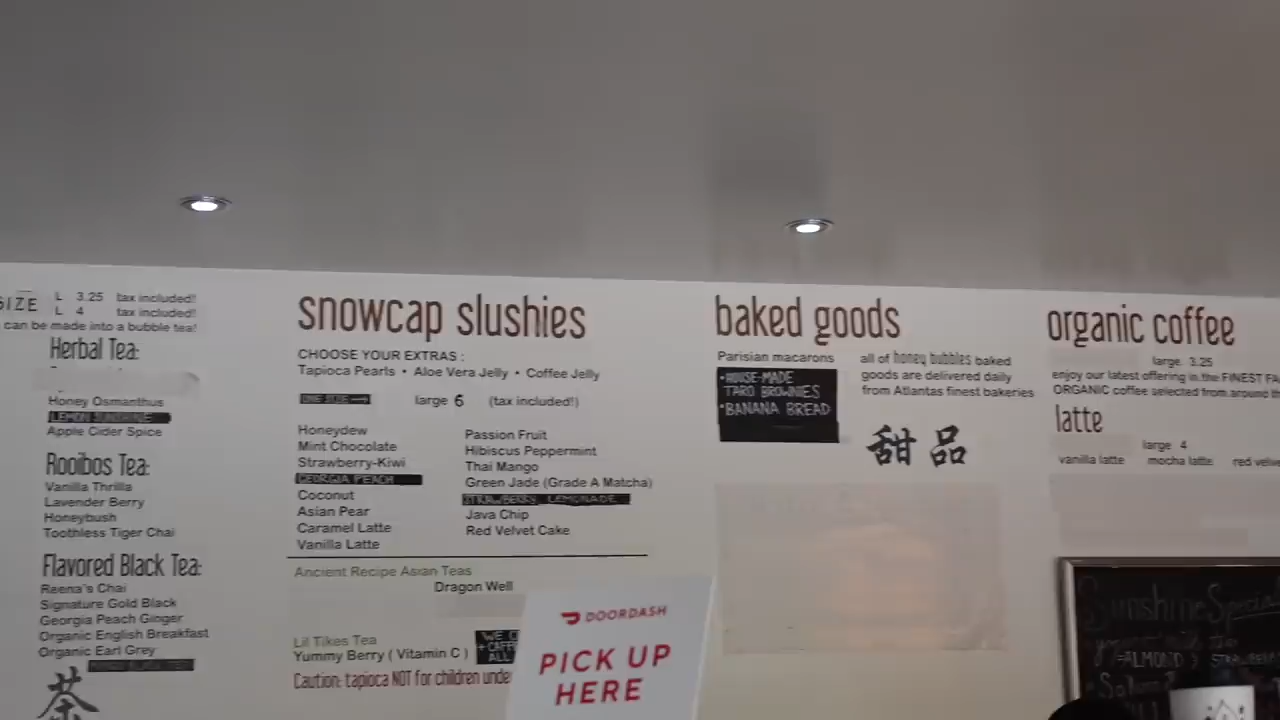 SIZE L 3.25 tax included!
L 4 tax included!
can be made into a bubble tea!
Herbal Tea:
Honey Osmanthus
LEMON SUNSHINE
Apple Cider Spice
Rooibos Tea:
Vanilla Thrilla
Lavender Berry
Honeybush
Toothless Tiger Chai
Flavored Black Tea:
Reena's Chai
Signature Gold Black
Georgia Peach Ginger
Organic English Breakfast
Organic Earl Grey
茶
snowcap slushies
CHOOSE YOUR EXTRAS :
Tapioca Pearls • Aloe Vera Jelly • Coffee Jelly
ONE SIZE large 6 (tax included!)
Honeydew
Mint Chocolate
Strawberry-Kiwi
GEORGIA PEACH
Coconut
Asian Pear
Caramel Latte
Vanilla Latte
Passion Fruit
Hibiscus Peppermint
Thai Mango
Green Jade (Grade A Matcha)
STRAWBERRY LEMONADE
Java Chip
Red Velvet Cake
Ancient Recipe Asian Teas
Dragon Well
Lil Tikes Tea
Yummy Berry ( Vitamin C )
WE
ALL
Caution: tapioca NOT for children unde
DOORDASH
PICK UP
HERE
baked goods
Parisian macarons
• HOUSE-MADE
TARO BROWNIES
• BANANA BREAD
all of honey bubbles baked
goods are delivered daily
from Atlantas finest bakeries
甜品
organic coffee
large 3.25
enjoy our latest offering in the FINEST FA
ORGANIC coffee selected from around th
latte
large 4
vanilla latte mocha latte red velve
Sunshine Special
ALMOND